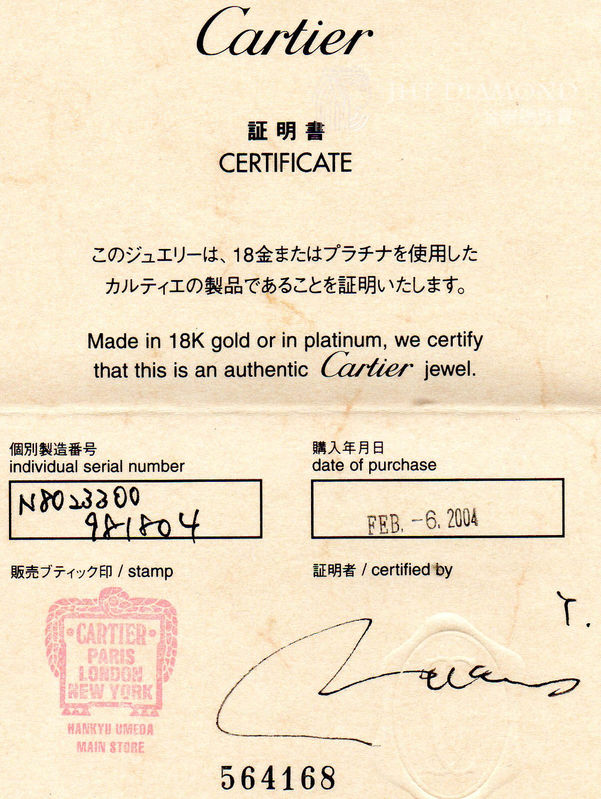 Cartier
THE DIAMOND
証明書
CERTIFICATE
このジュエリーは、18金またはプラチナを使用した
カルティエの製品であることを証明いたします。
Made in 18K gold or in platinum, we certify
that this is an authentic Cartier jewel.
個別製造番号
individual serial number
N8023300
981804
購入年月日
date of purchase
FEB. -6. 2004
販売ブティック印 / stamp
CARTIER
PARIS
LONDON
NEW YORK
HANKYU UMEDA
MAIN STORE
証明者 / certified by
Y.
564168